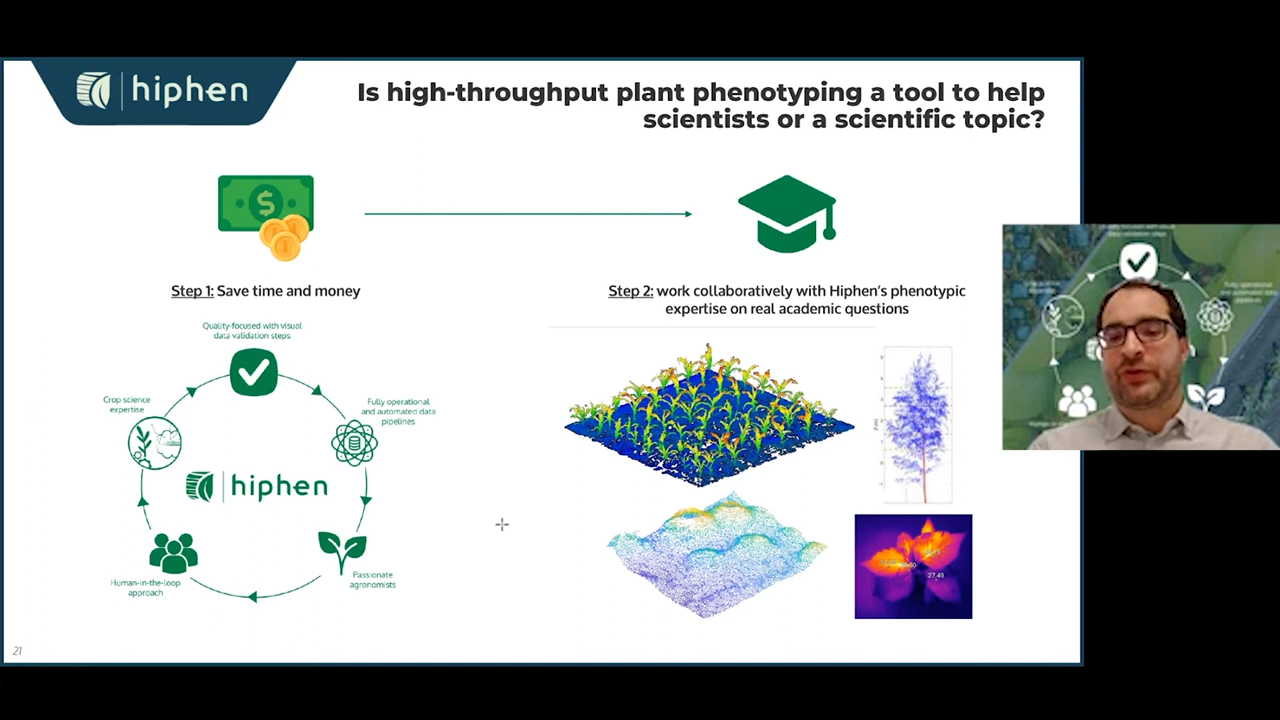 hiphen
Is high-throughput plant phenotyping a tool to help
scientists or a scientific topic?
Step 1: Save time and money
Step 2: work collaboratively with Hiphen's phenotypic
expertise on real academic questions
Quality-focused with visual
data validation steps
Crop science
expertise
Fully operational
and automated data
pipelines
hiphen
Human-in-the-loop
approach
Passionate
agronomists
27.49
21